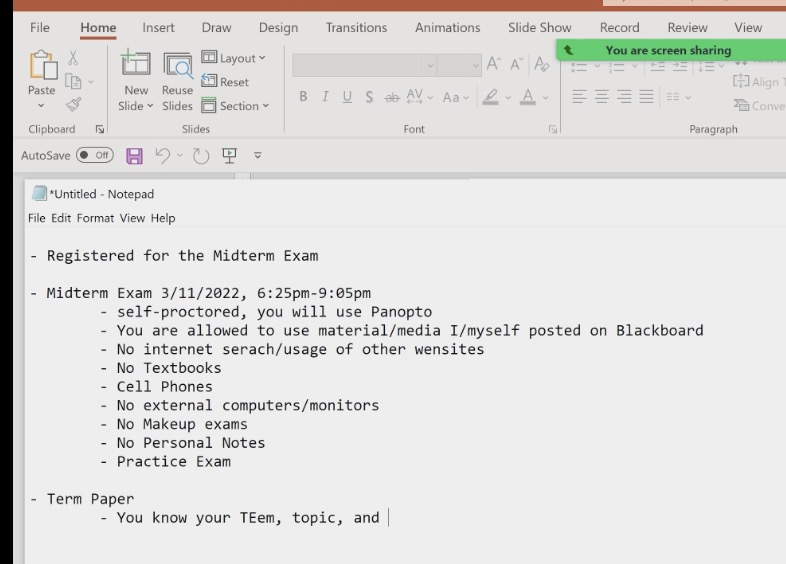 File Home Insert Draw Design Transitions Animations Slide Show Record Review View
You are screen sharing
Paste New Slide Reuse Slides Layout
Reset
Section
B I U S ab AV Aa A
Align
Conve
Clipboard Slides Font Paragraph
AutoSave Off
*Untitled - Notepad
File Edit Format View Help
- Registered for the Midterm Exam
- Midterm Exam 3/11/2022, 6:25pm-9:05pm
- self-proctored, you will use Panopto
- You are allowed to use material/media I/myself posted on Blackboard
- No internet serach/usage of other wensites
- No Textbooks
- Cell Phones
- No external computers/monitors
- No Makeup exams
- No Personal Notes
- Practice Exam
- Term Paper
- You know your TEem, topic, and